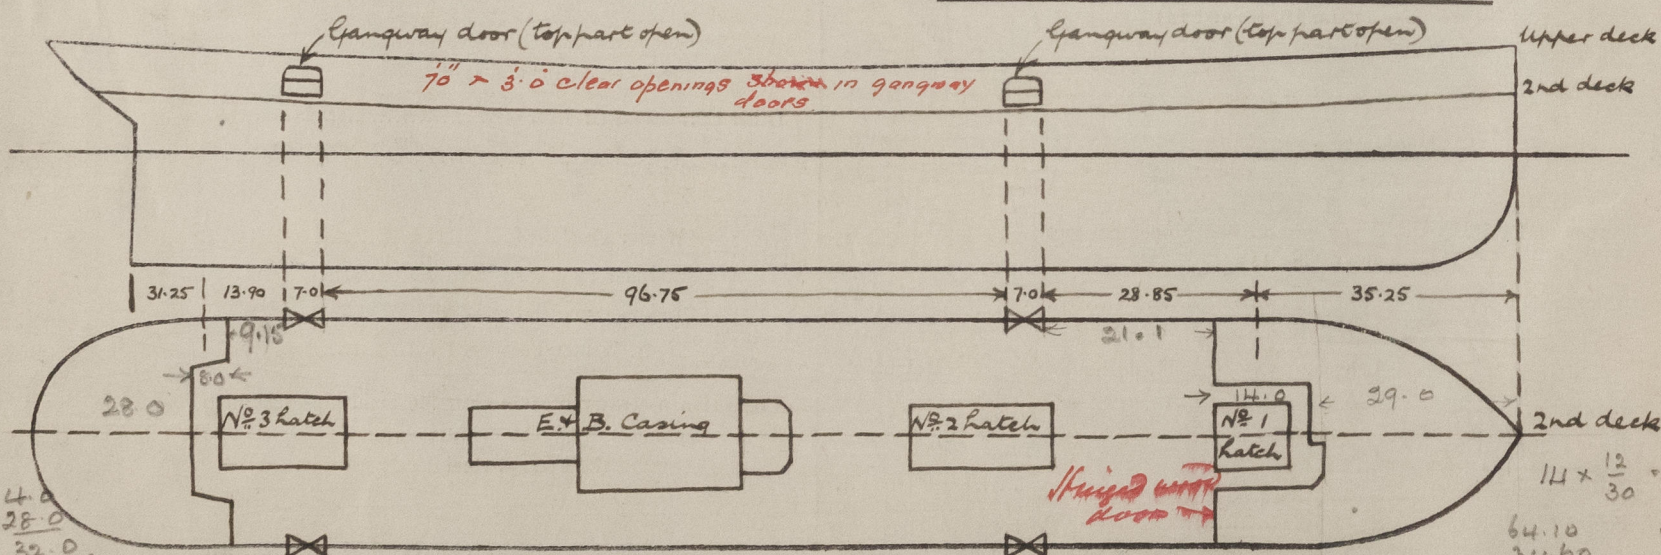 Gangway door (top part open)
Gangway door (top part open)
Upper deck
7'0" × 3'·0" clear openings in gangway
doors
2nd deck
31·25 13·90 7·0 96·75 7·0 28·85 35·25
9·15
21·1
8·0
28·0
14·0
29·0
No 3 hatch
E. & B. Casing
No 2 hatch
No 1
hatch
2nd deck
14 × 12/30
door
4·0
28·0
32·0
64·10